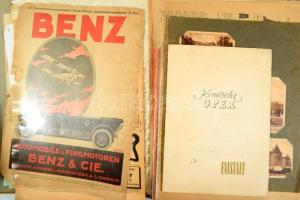 BENZ
AUTOMOBILE u. FLUGMOTOREN
BENZ & CIE.
Komische
OPER
FALSTAFF